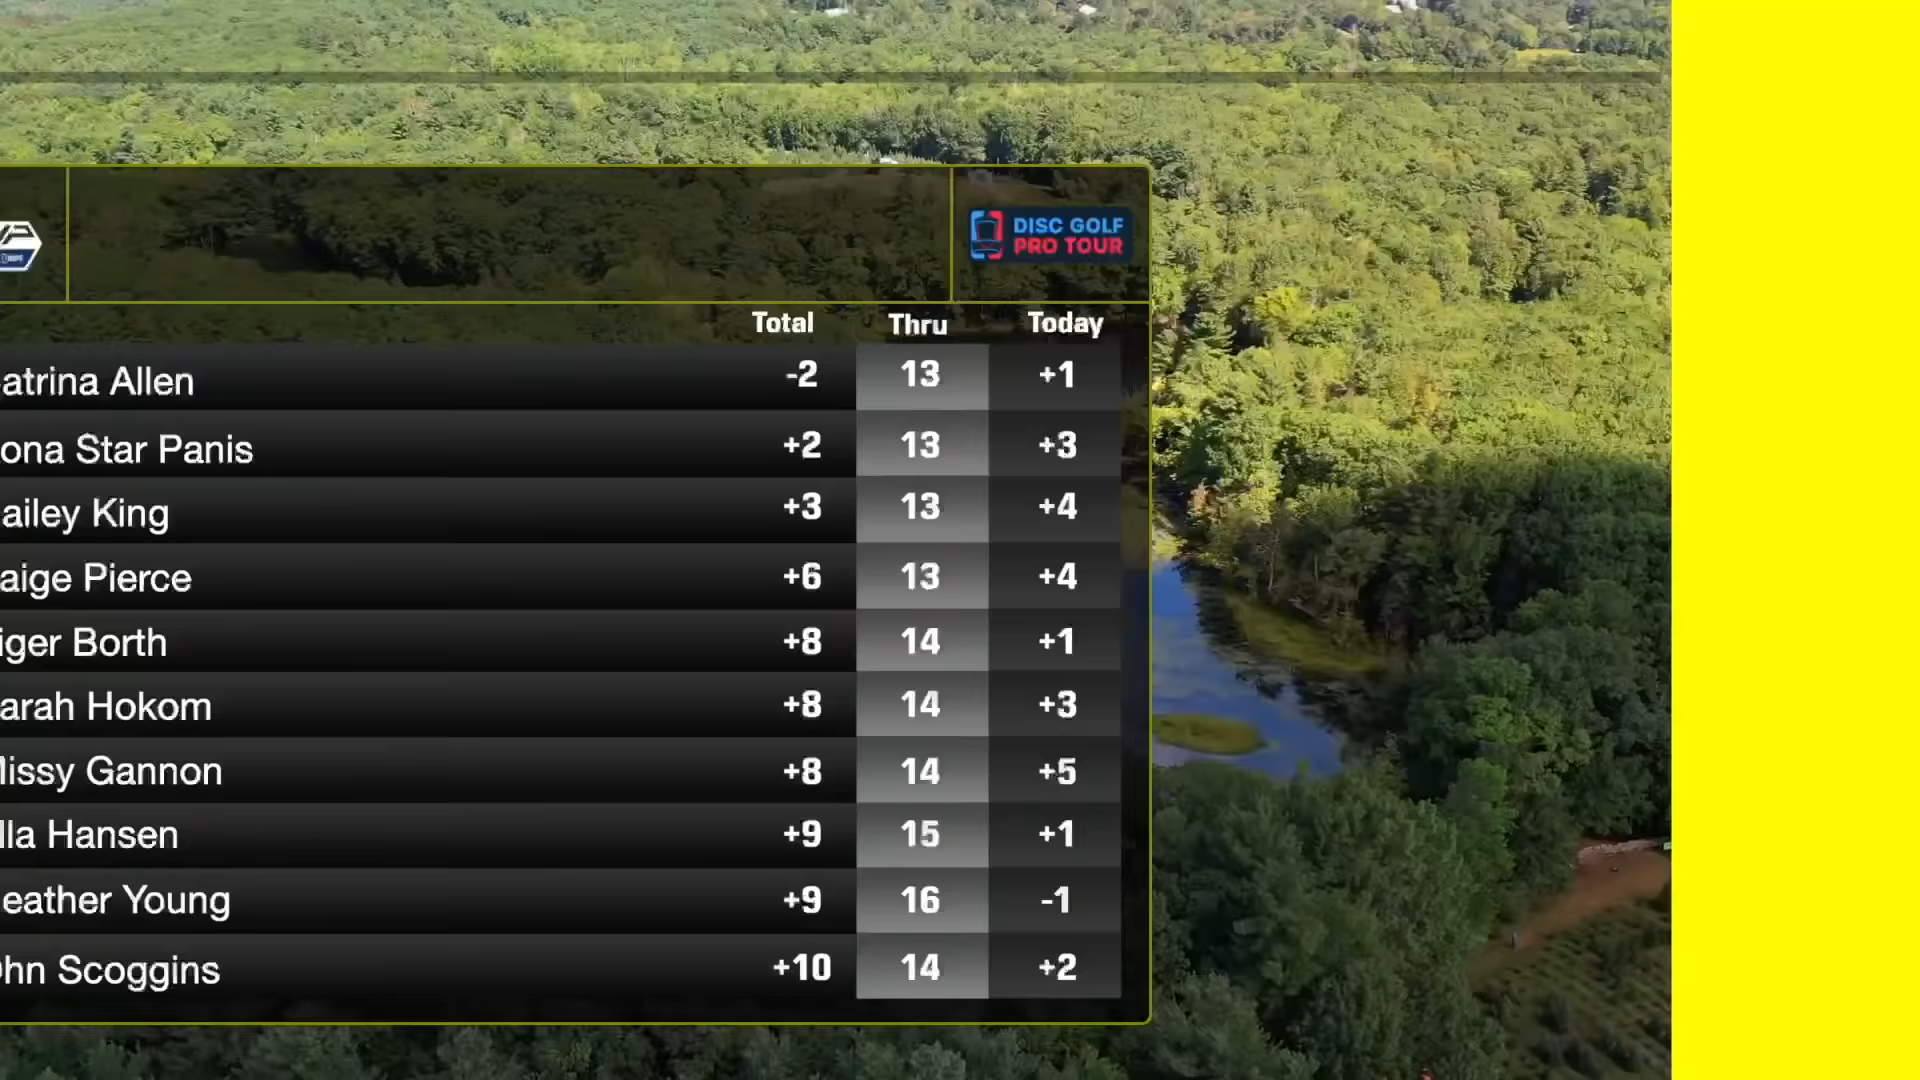 DISC GOLF
PRO TOUR
Total Thru Today
atrina Allen -2 13 +1
ona Star Panis +2 13 +3
ailey King +3 13 +4
aige Pierce +6 13 +4
iger Borth +8 14 +1
arah Hokom +8 14 +3
issy Gannon +8 14 +5
lla Hansen +9 15 +1
eather Young +9 16 -1
ohn Scoggins +10 14 +2